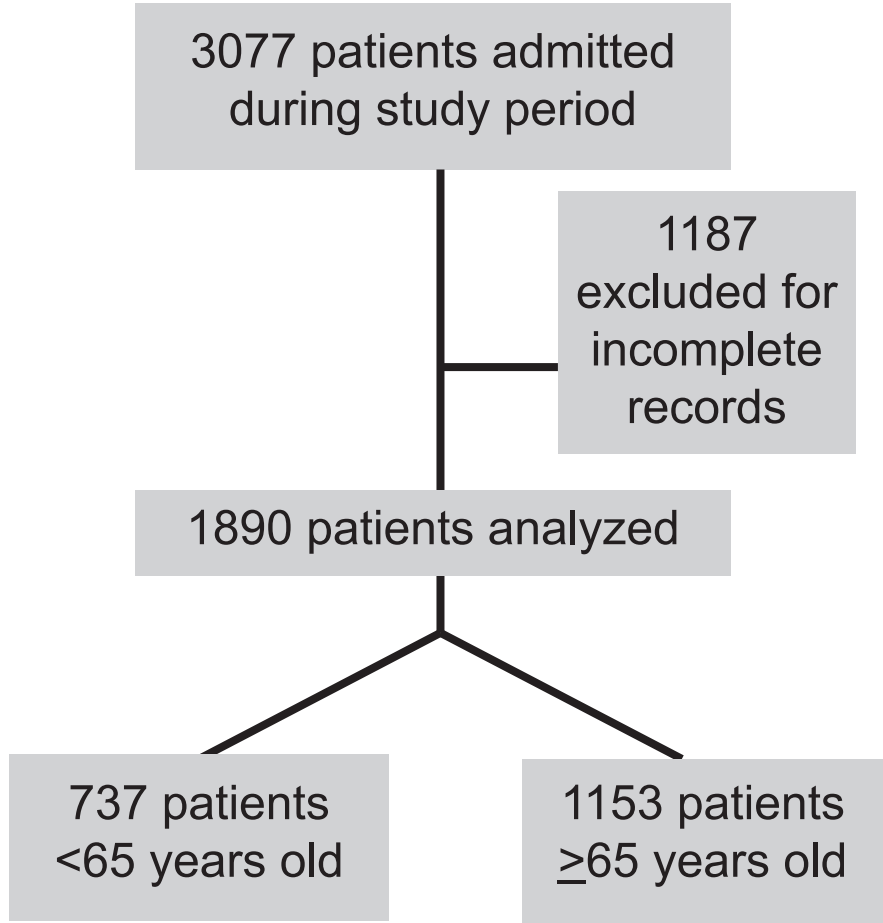 3077 patients admitted
during study period
1187
excluded for
incomplete
records
1890 patients analyzed
737 patients
<65 years old
1153 patients
≥65 years old